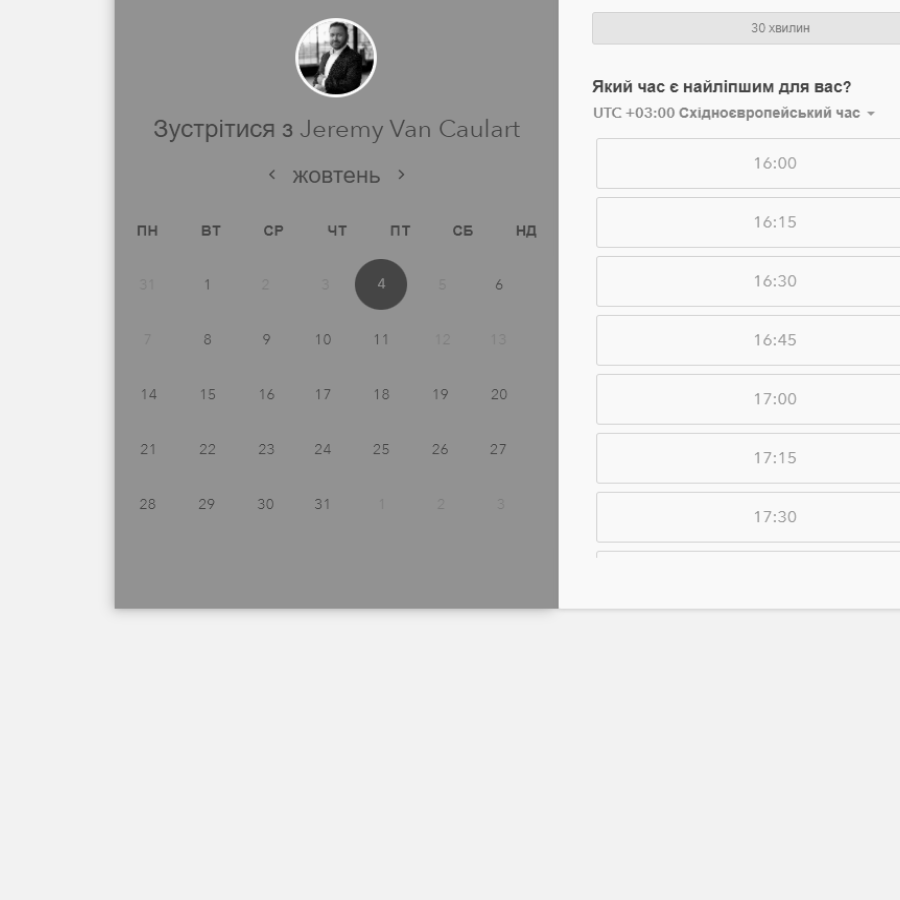 Зустрітися з Jeremy Van Caulart
жовтень
ПН ВТ СР ЧТ ПТ СБ НД
31 1 2 3 4 5 6
7 8 9 10 11 12 13
14 15 16 17 18 19 20
21 22 23 24 25 26 27
28 29 30 31 1 2 3
30 хвилин
Який час є найліпшим для вас?
UTC +03:00 Східноєвропейський час
16:00
16:15
16:30
16:45
17:00
17:15
17:30